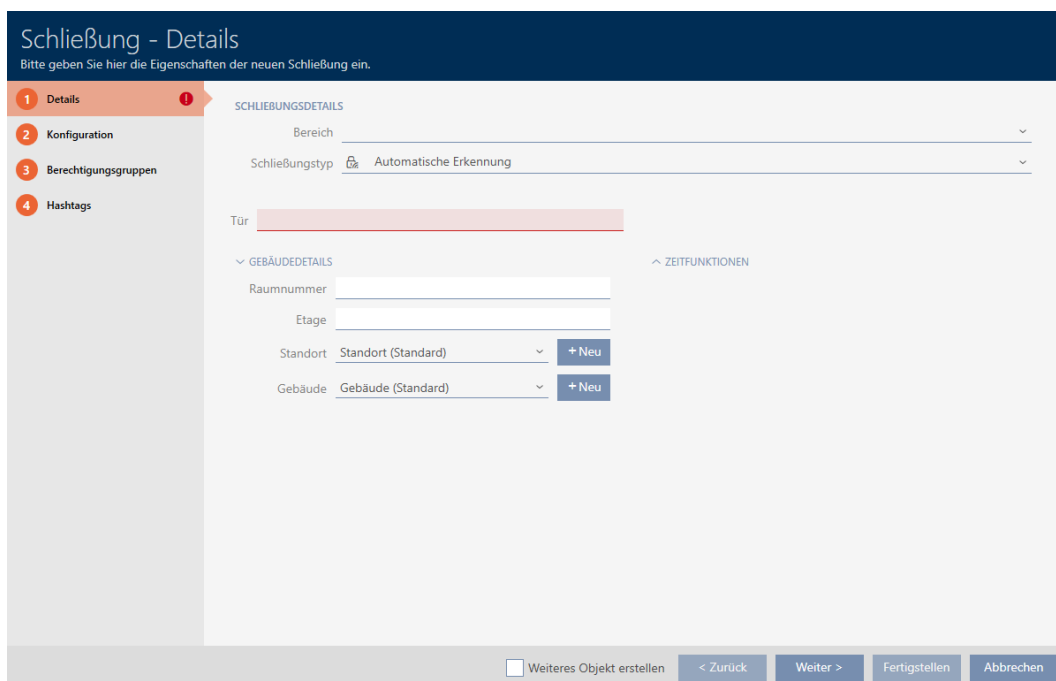 Schließung - Details
Bitte geben Sie hier die Eigenschaften der neuen Schließung ein.
1 Details !
2 Konfiguration
3 Berechtigungsgruppen
4 Hashtags
SCHLIEßUNGSDETAILS
Bereich
Schließungstyp Automatische Erkennung
Tür
GEBÄUDEDETAILS ZEITFUNKTIONEN
Raumnummer
Etage
Standort Standort (Standard) + Neu
Gebäude Gebäude (Standard) + Neu
Weiteres Objekt erstellen < Zurück Weiter > Fertigstellen Abbrechen